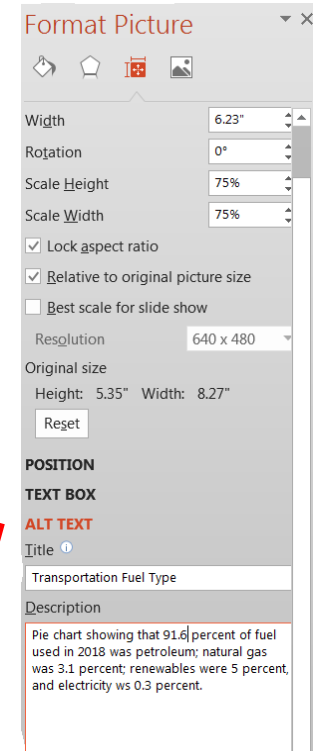 Format Picture
Width 6.23"
Rotation 0°
Scale Height 75%
Scale Width 75%
Lock aspect ratio
Relative to original picture size
Best scale for slide show
Resolution 640 x 480
Original size
Height: 5.35" Width: 8.27"
Reset
POSITION
TEXT BOX
ALT TEXT
Title
Transportation Fuel Type
Description
Pie chart showing that 91.6 percent of fuel
used in 2018 was petroleum; natural gas
was 3.1 percent; renewables were 5 percent,
and electricity ws 0.3 percent.